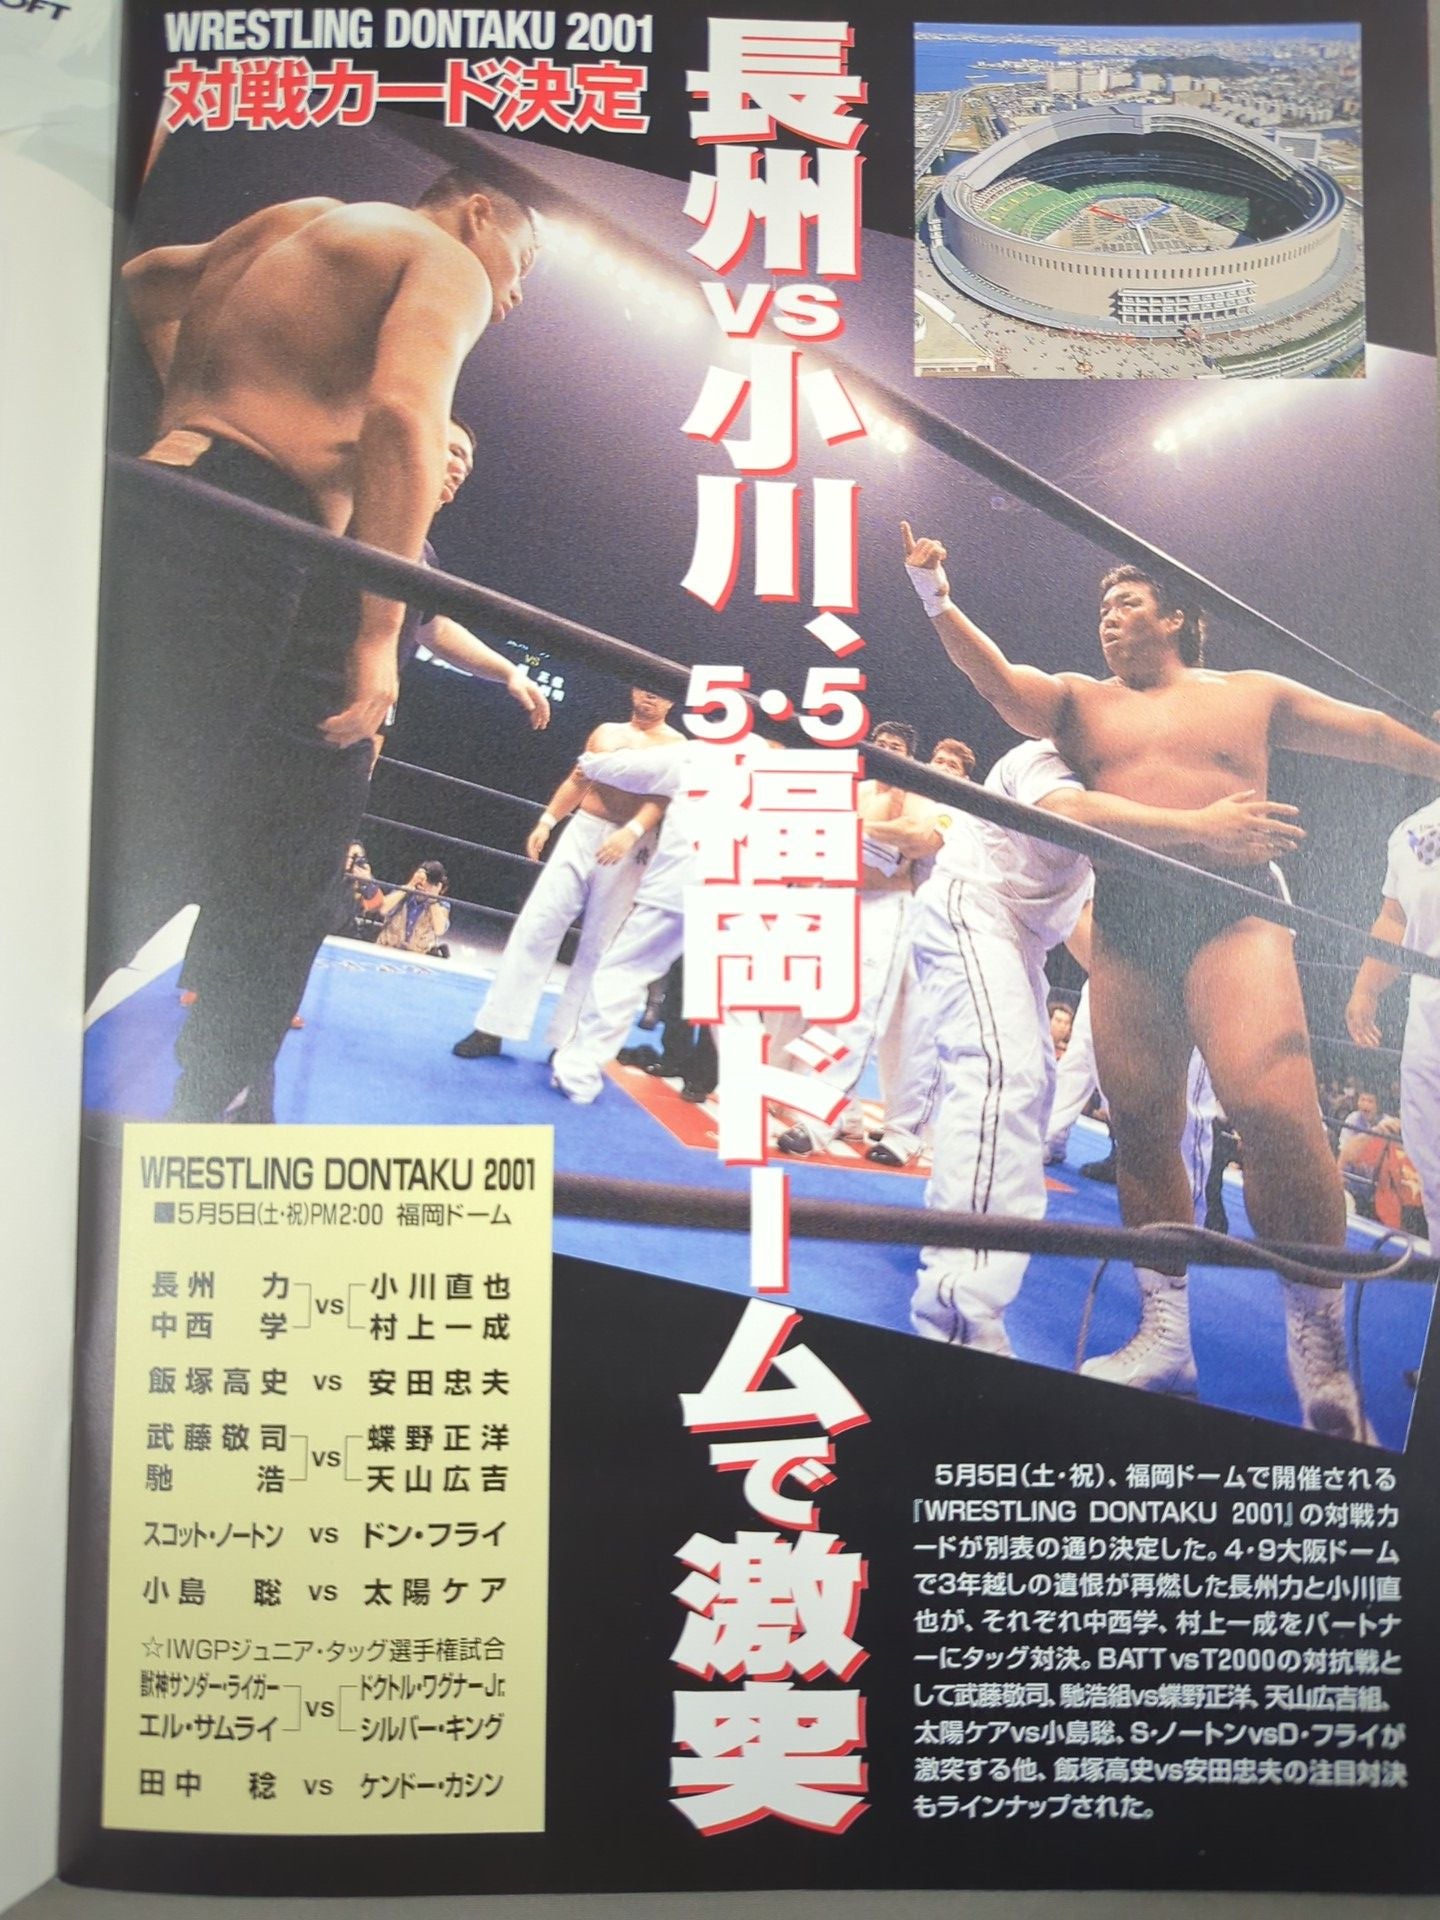 OFT
WRESTLING DONTAKU 2001
対戦カード決定
長州vs小川、5・5福岡ドームで激突
WRESTLING DONTAKU 2001
■5月5日(土・祝)PM2:00 福岡ドーム
長州 力 vs 小川直也
中西 学 村上一成
飯塚高史 vs 安田忠夫
武藤敬司 vs 蝶野正洋
馳 浩 天山広吉
スコット・ノートン vs ドン・フライ
小島 聡 vs 太陽ケア
☆IWGPジュニア・タッグ選手権試合
獣神サンダー・ライガー vs ドクトル・ワグナーJr.
エル・サムライ シルバー・キング
田中 稔 vs ケンドー・カシン
5月5日(土・祝)、福岡ドームで開催される
『WRESTLING DONTAKU 2001』の対戦カ
ードが別表の通り決定した。4・9大阪ドーム
で3年越しの遺恨が再燃した長州力と小川直
也が、それぞれ中西学、村上一成をパートナ
ーにタッグ対決。BATTvsT2000の対抗戦と
して武藤敬司、馳浩組vs蝶野正洋、天山広吉組、
太陽ケアvs小島聡、S・ノートンvsD・フライが
激突する他、飯塚高史vs安田忠夫の注目対決
もラインナップされた。